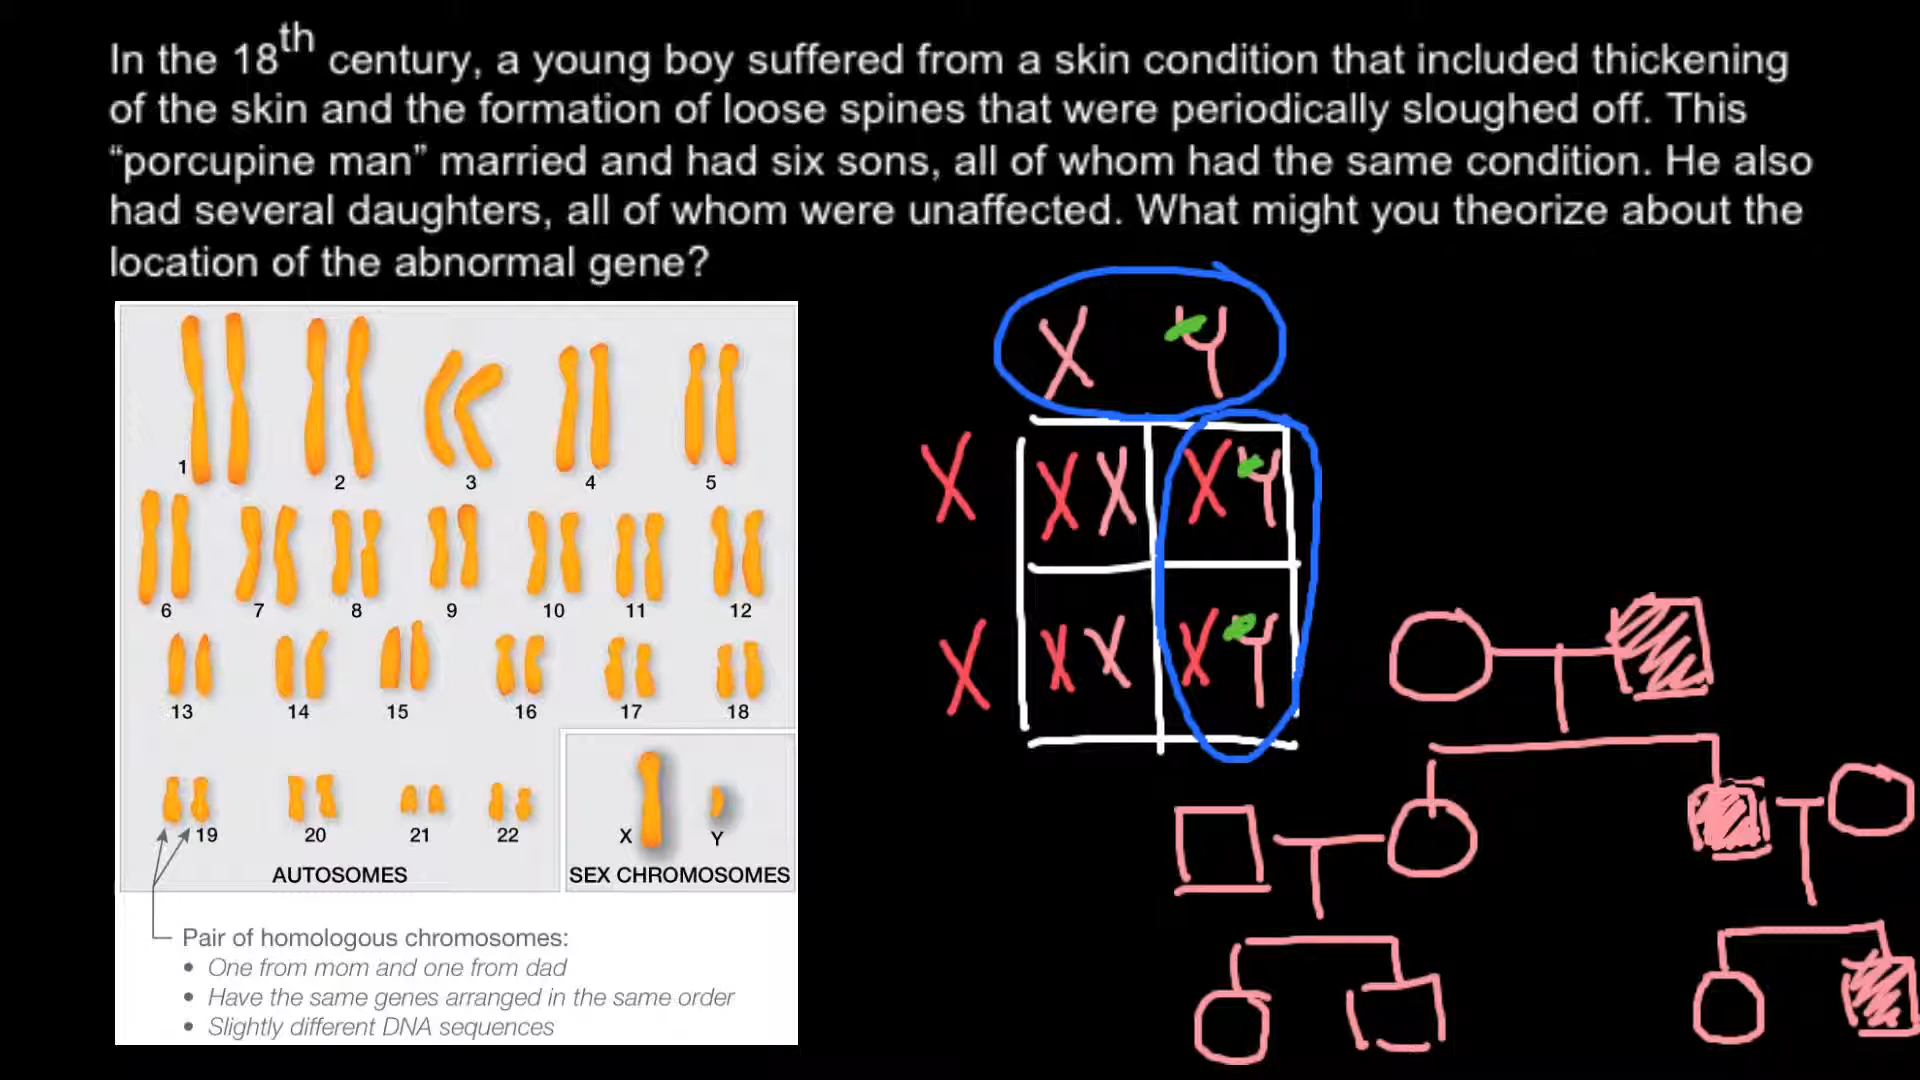 In the 18th century, a young boy suffered from a skin condition that included thickening
of the skin and the formation of loose spines that were periodically sloughed off. This
“porcupine man” married and had six sons, all of whom had the same condition. He also
had several daughters, all of whom were unaffected. What might you theorize about the
location of the abnormal gene?
X Y
X X X X Y
X X X X Y
1 2 3 4 5
6 7 8 9 10 11 12
13 14 15 16 17 18
19 20 21 22 X Y
AUTOSOMES SEX CHROMOSOMES
Pair of homologous chromosomes:
• One from mom and one from dad
• Have the same genes arranged in the same order
• Slightly different DNA sequences